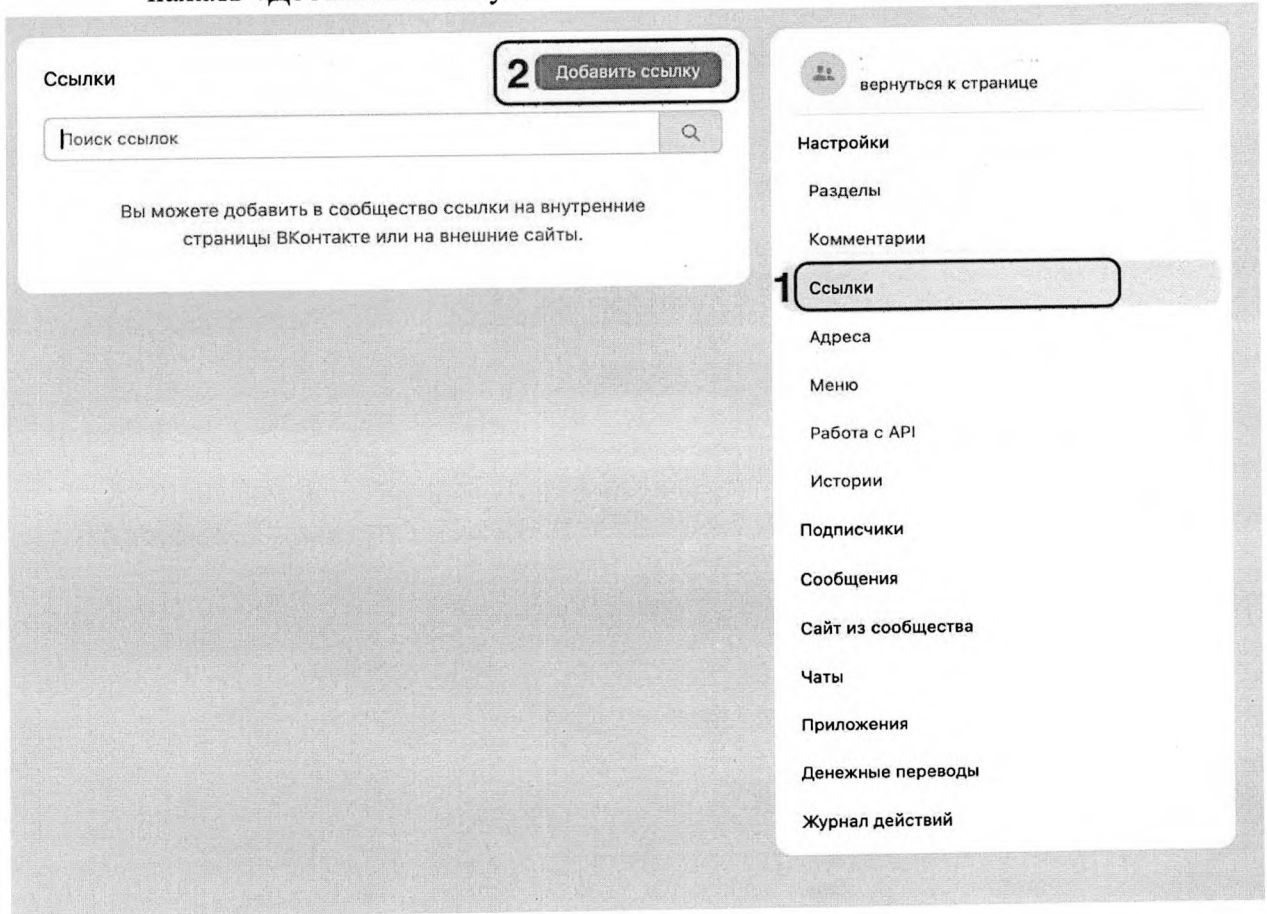 Ссылки
2 Добавить ссылку
Поиск ссылок
Вы можете добавить в сообщество ссылки на внутренние
страницы ВКонтакте или на внешние сайты.
вернуться к странице
Настройки
Разделы
Комментарии
1 Ссылки
Адреса
Меню
Работа с API
Истории
Подписчики
Сообщения
Сайт из сообщества
Чаты
Приложения
Денежные переводы
Журнал действий